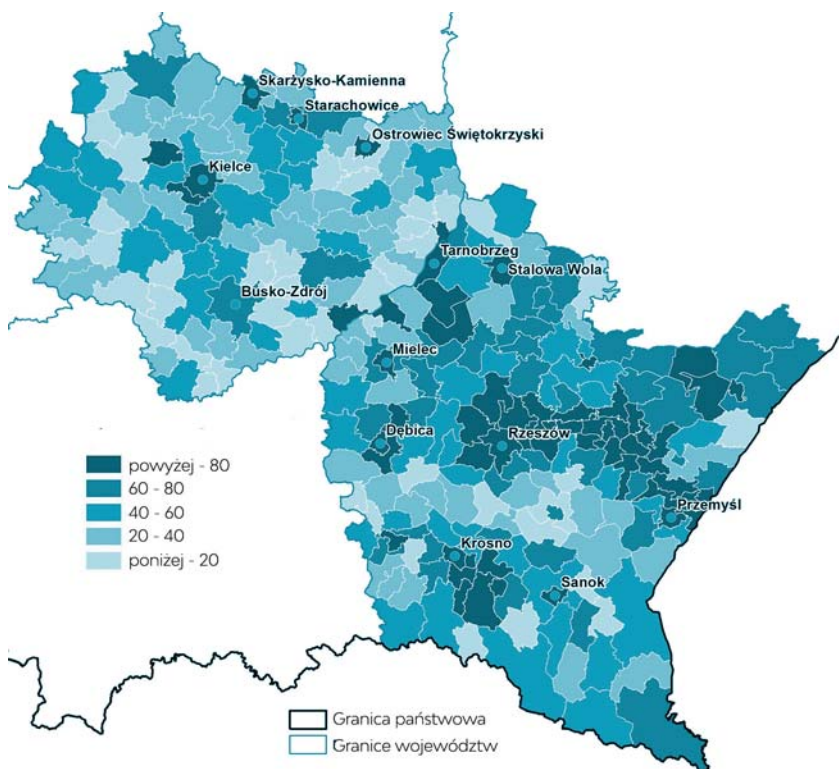 Skarżysko-Kamienna
Starachowice
Ostrowiec Świętokrzyski
Kielce
Tarnobrzeg
Stalowa Wola
Busko-Zdrój
Mielec
Dębica
Rzeszów
Przemyśl
Krosno
Sanok
powyżej - 80
60 - 80
40 - 60
20 - 40
poniżej - 20
Granica państwowa
Granice województw